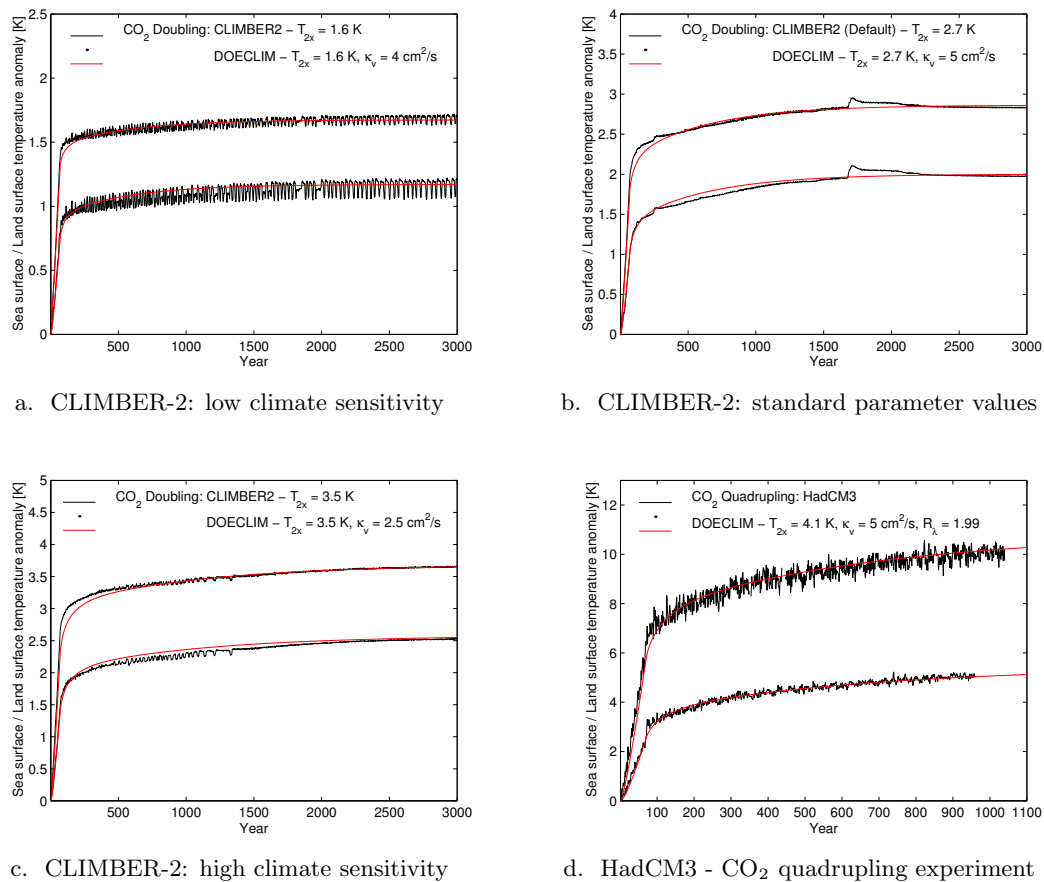 2.5
CO2 Doubling: CLIMBER2 − T2x = 1.6 K
DOECLIM − T2x = 1.6 K, κv = 4 cm²/s
2
1.5
1
0.5
0
500 1000 1500 2000 2500 3000
Year
Sea surface / Land surface temperature anomaly [K]
a. CLIMBER-2: low climate sensitivity
4
CO2 Doubling: CLIMBER2 (Default) − T2x = 2.7 K
DOECLIM − T2x = 2.7 K, κv = 5 cm²/s
3.5
3
2.5
2
1.5
1
0.5
0
500 1000 1500 2000 2500 3000
Year
Sea surface / Land surface temperature anomaly [K]
b. CLIMBER-2: standard parameter values
5
CO2 Doubling: CLIMBER2 − T2x = 3.5 K
DOECLIM − T2x = 3.5 K, κv = 2.5 cm²/s
4.5
4
3.5
3
2.5
2
1.5
1
0.5
0
500 1000 1500 2000 2500 3000
Year
Sea surface / Land surface temperature anomaly [K]
c. CLIMBER-2: high climate sensitivity
CO2 Quadrupling: HadCM3
DOECLIM − T2x = 4.1 K, κv = 5 cm²/s, Rλ = 1.99
12
10
8
6
4
2
0
100 200 300 400 500 600 700 800 900 1000 1100
Year
Sea surface / Land surface temperature anomaly [K]
d. HadCM3 - CO2 quadrupling experiment